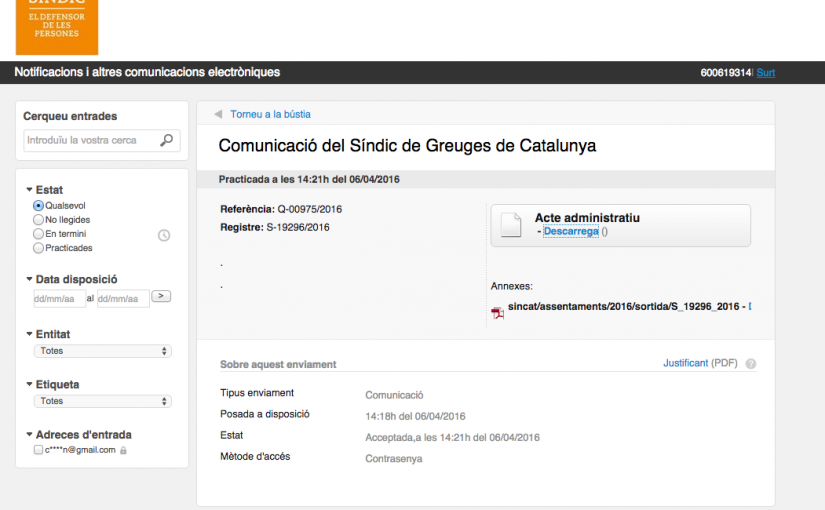 SÍNDIC
EL DEFENSOR
DE LES
PERSONES
Notificacions i altres comunicacions electròniques
600619314| Surt
Cerqueu entrades
Introduïu la vostra cerca
Estat
Qualsevol
No llegides
En termini
Practicades
Data disposició
dd/mm/aa al dd/mm/aa >
Entitat
Totes
Etiqueta
Totes
Adreces d'entrada
c****n@gmail.com
Torneu a la bústia
Comunicació del Síndic de Greuges de Catalunya
Practicada a les 14:21h del 06/04/2016
Referència: Q-00975/2016
Registre: S-19296/2016
.
.
Acte administratiu
- Descarrega ()
Annexes:
sincat/assentaments/2016/sortida/S_19296_2016 -
Sobre aquest enviament
Justificant (PDF) ?
Tipus enviament Comunicació
Posada a disposició 14:18h del 06/04/2016
Estat Acceptada,a les 14:21h del 06/04/2016
Mètode d'accés Contrasenya